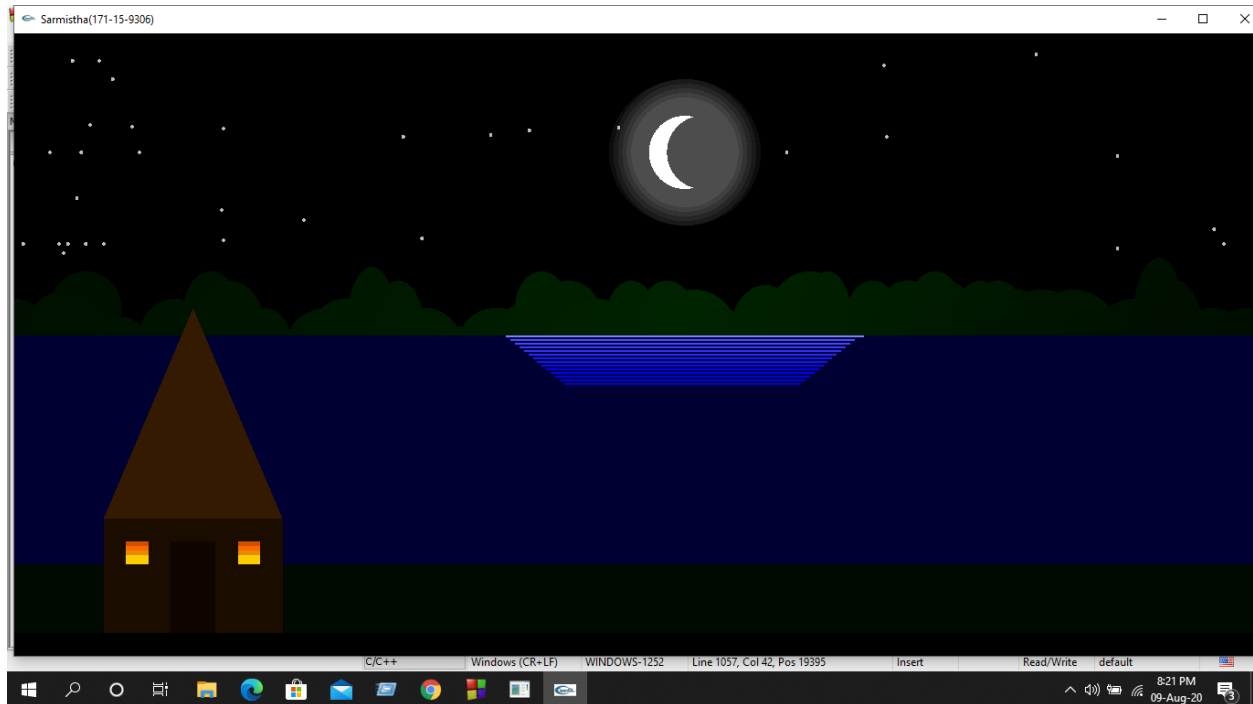 Sarmistha(171-15-9306)
C/C++ Windows (CR+LF) WINDOWS-1252 Line 1057, Col 42, Pos 19395 Insert Read/Write default
8:21 PM
09-Aug-20
3